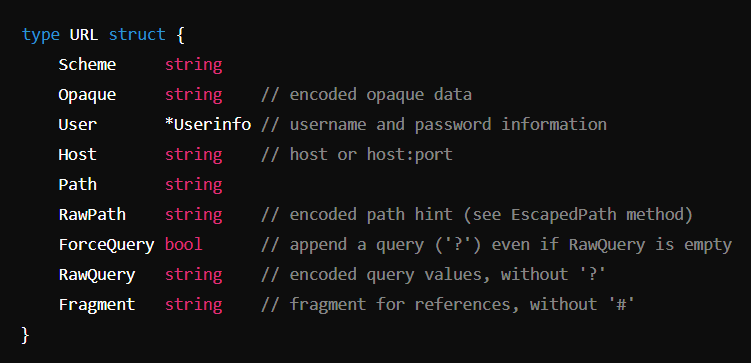 type URL struct {
    Scheme     string
    Opaque     string    // encoded opaque data
    User       *Userinfo // username and password information
    Host       string    // host or host:port
    Path       string
    RawPath    string    // encoded path hint (see EscapedPath method)
    ForceQuery bool      // append a query ('?') even if RawQuery is empty
    RawQuery   string    // encoded query values, without '?'
    Fragment   string    // fragment for references, without '#'
}